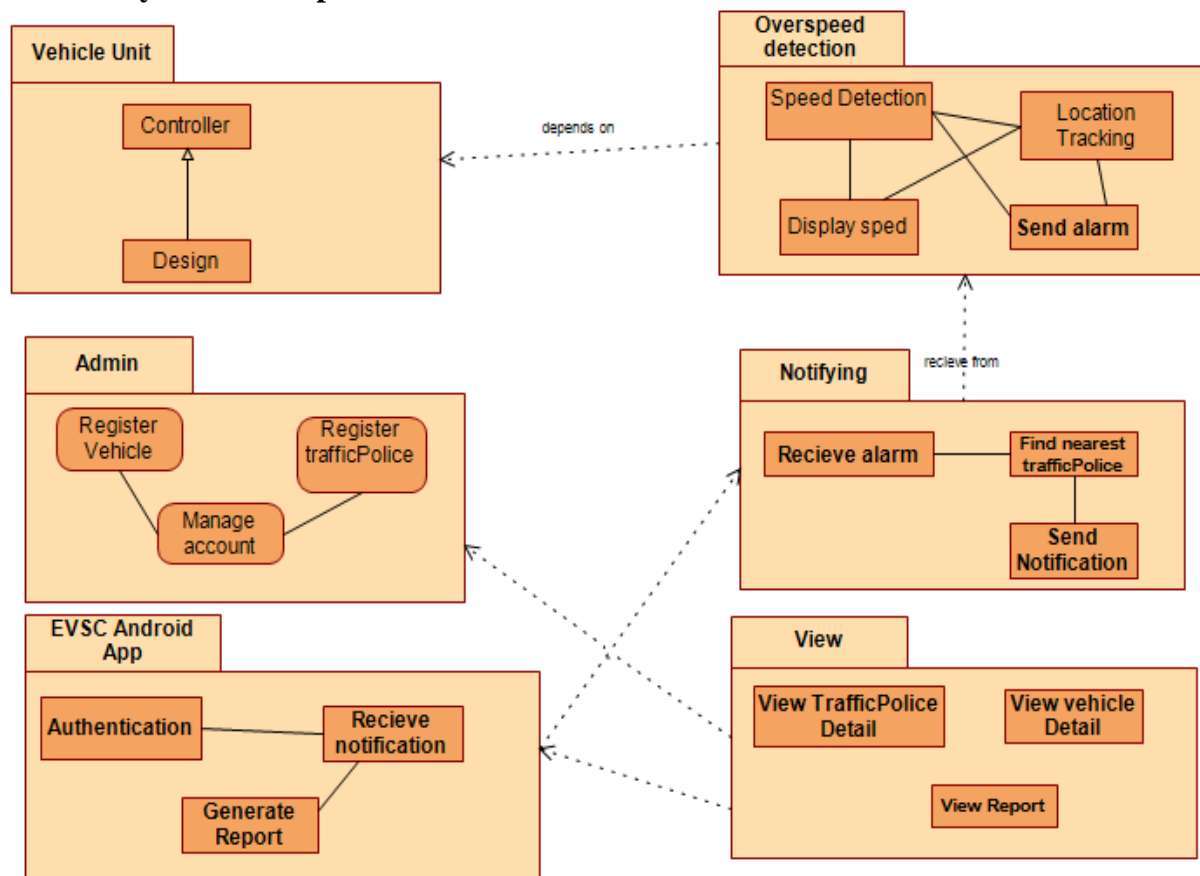 Vehicle Unit
Controller
Design
depends on
Overspeed
detection
Speed Detection
Location
Tracking
Display sped
Send alarm
recieve from
Admin
Register
Vehicle
Register
trafficPolice
Manage
account
Notifying
Recieve alarm
Find nearest
trafficPolice
Send
Notification
EVSC Android
App
Authentication
Recieve
notification
Generate
Report
View
View TrafficPolice
Detail
View vehicle
Detail
View Report